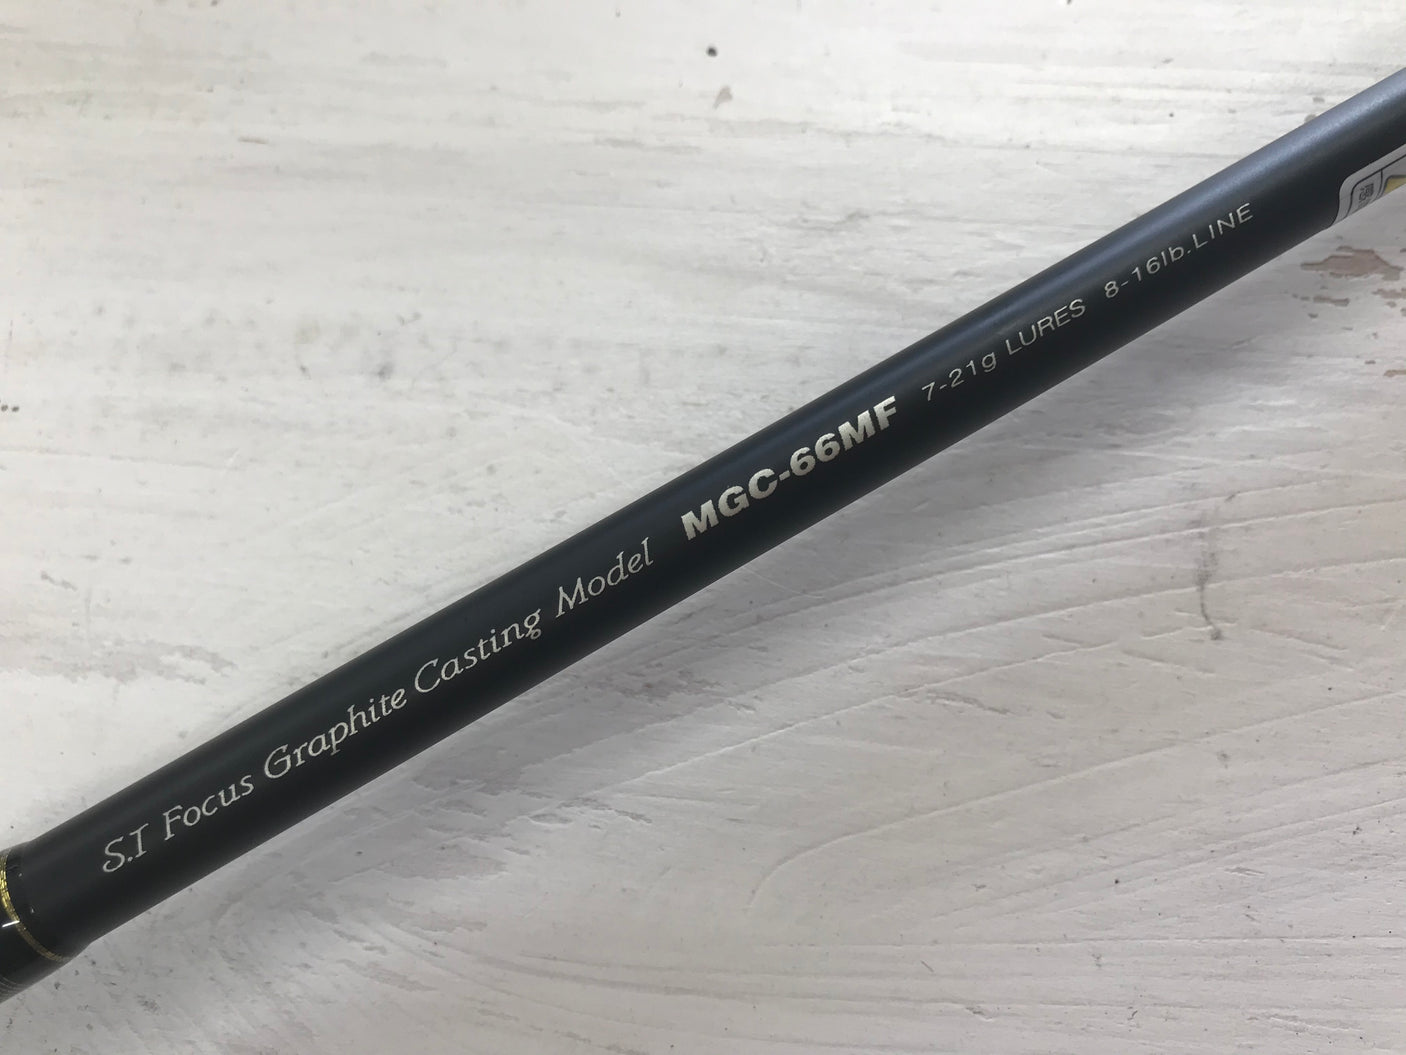 S.I Focus Graphite Casting Model MGC-66MF 7-21g LURES 8-16lb.LINE